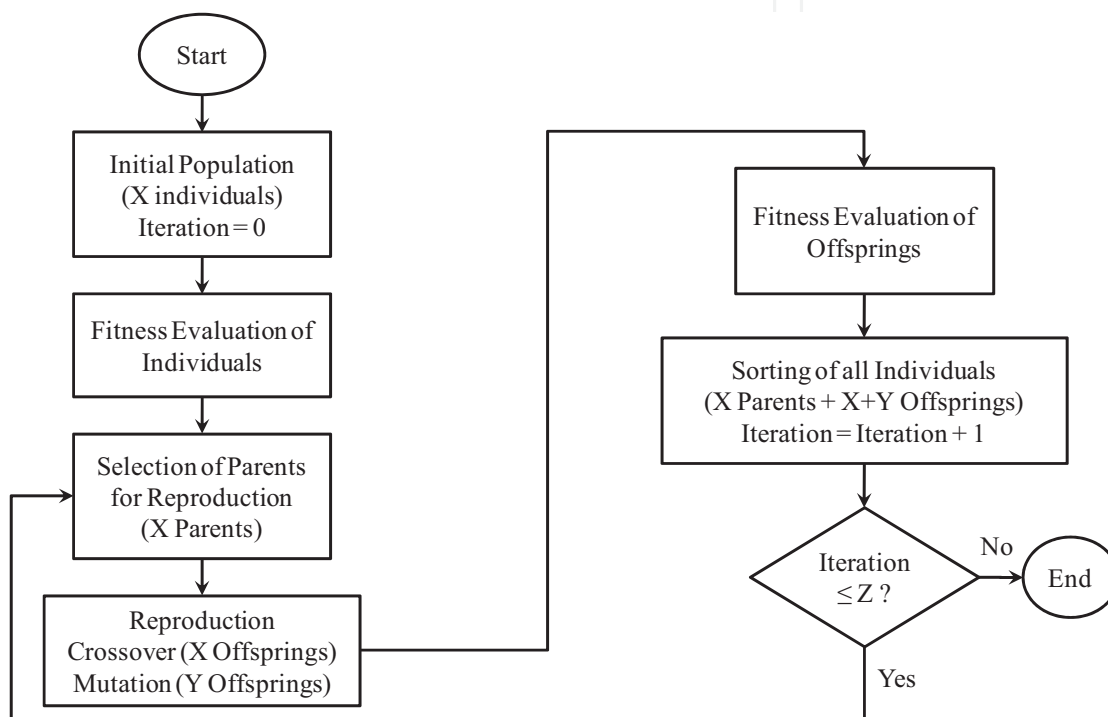 Start
Initial Population
(X individuals)
Iteration = 0
Fitness Evaluation of
Individuals
Selection of Parents
for Reproduction
(X Parents)
Reproduction
Crossover (X Offsprings)
Mutation (Y Offsprings)
Fitness Evaluation of
Offsprings
Sorting of all Individuals
(X Parents + X+Y Offsprings)
Iteration = Iteration + 1
Iteration
≤ Z ?
No
End
Yes